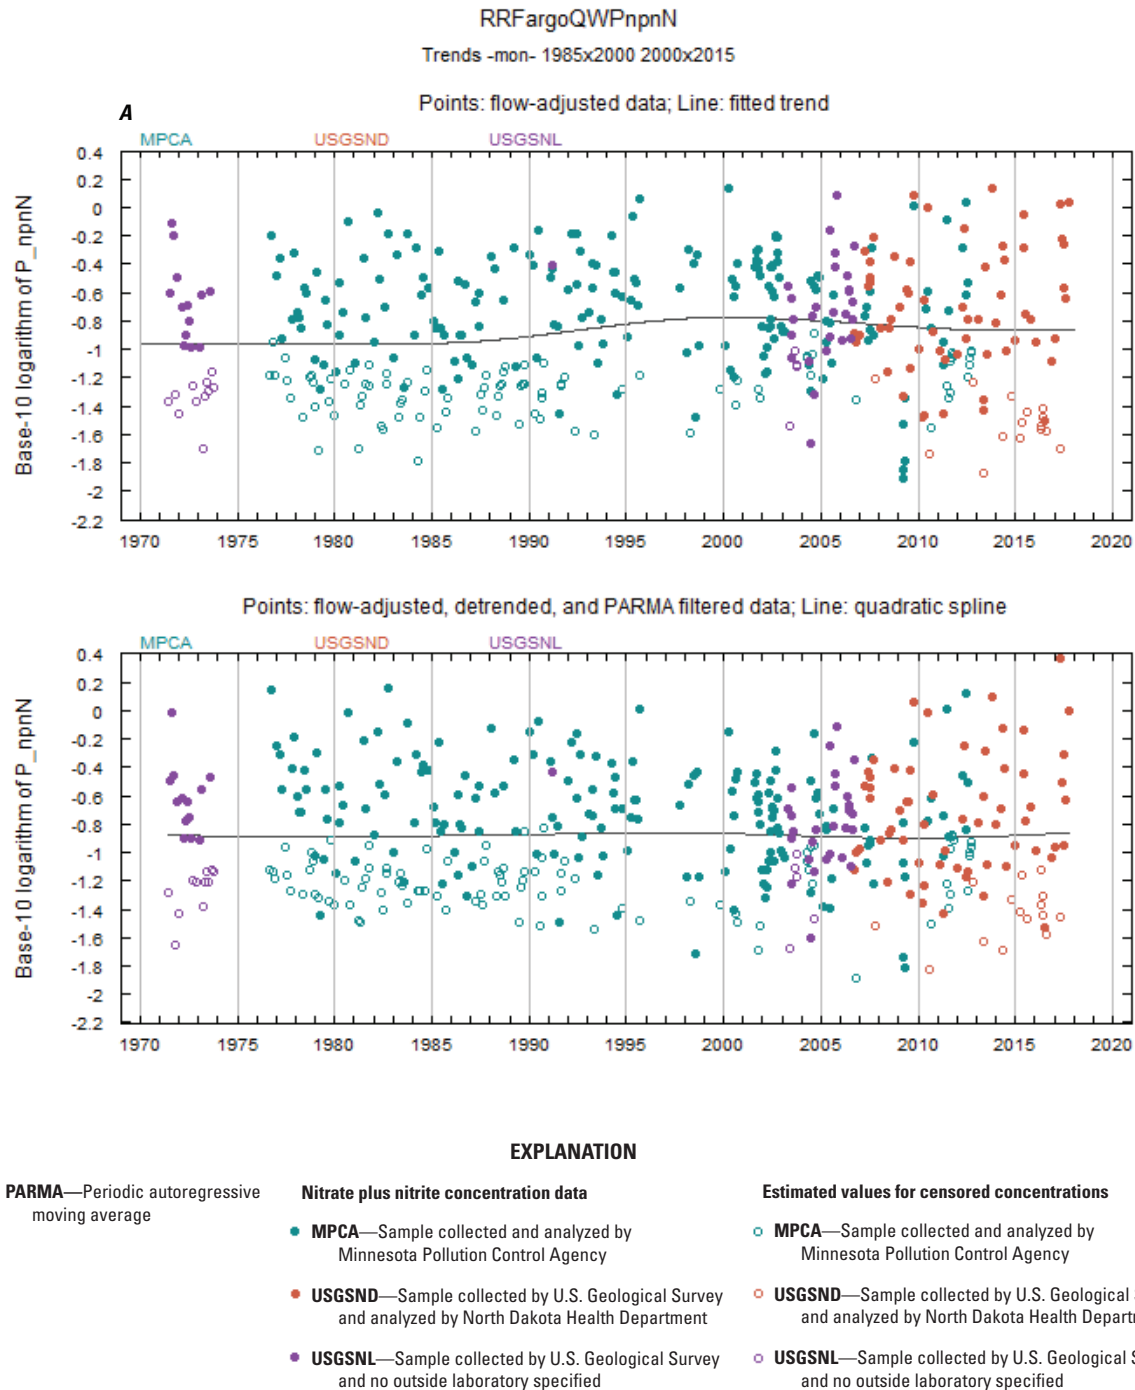 RRFargoQWPnpnN
Trends -mon- 1985x2000 2000x2015
A
Points: flow-adjusted data; Line: fitted trend
MPCA USGSND USGSNL
Base-10 logarithm of P_npnN
0.4
0.2
0
-0.2
-0.4
-0.6
-0.8
-1
-1.2
-1.4
-1.6
-1.8
-2
-2.2
1970 1975 1980 1985 1990 1995 2000 2005 2010 2015 2020
Points: flow-adjusted, detrended, and PARMA filtered data; Line: quadratic spline
MPCA USGSND USGSNL
Base-10 logarithm of P_npnN
0.4
0.2
0
-0.2
-0.4
-0.6
-0.8
-1
-1.2
-1.4
-1.6
-1.8
-2
-2.2
1970 1975 1980 1985 1990 1995 2000 2005 2010 2015 2020
EXPLANATION
PARMA—Periodic autoregressive
moving average
Nitrate plus nitrite concentration data
MPCA—Sample collected and analyzed by
Minnesota Pollution Control Agency
USGSND—Sample collected by U.S. Geological Survey
and analyzed by North Dakota Health Department
USGSNL—Sample collected by U.S. Geological Survey
and no outside laboratory specified
Estimated values for censored concentrations
MPCA—Sample collected and analyzed by
Minnesota Pollution Control Agency
USGSND—Sample collected by U.S. Geological
and analyzed by North Dakota Health
USGSNL—Sample collected by U.S. Geological
and no outside laboratory specified